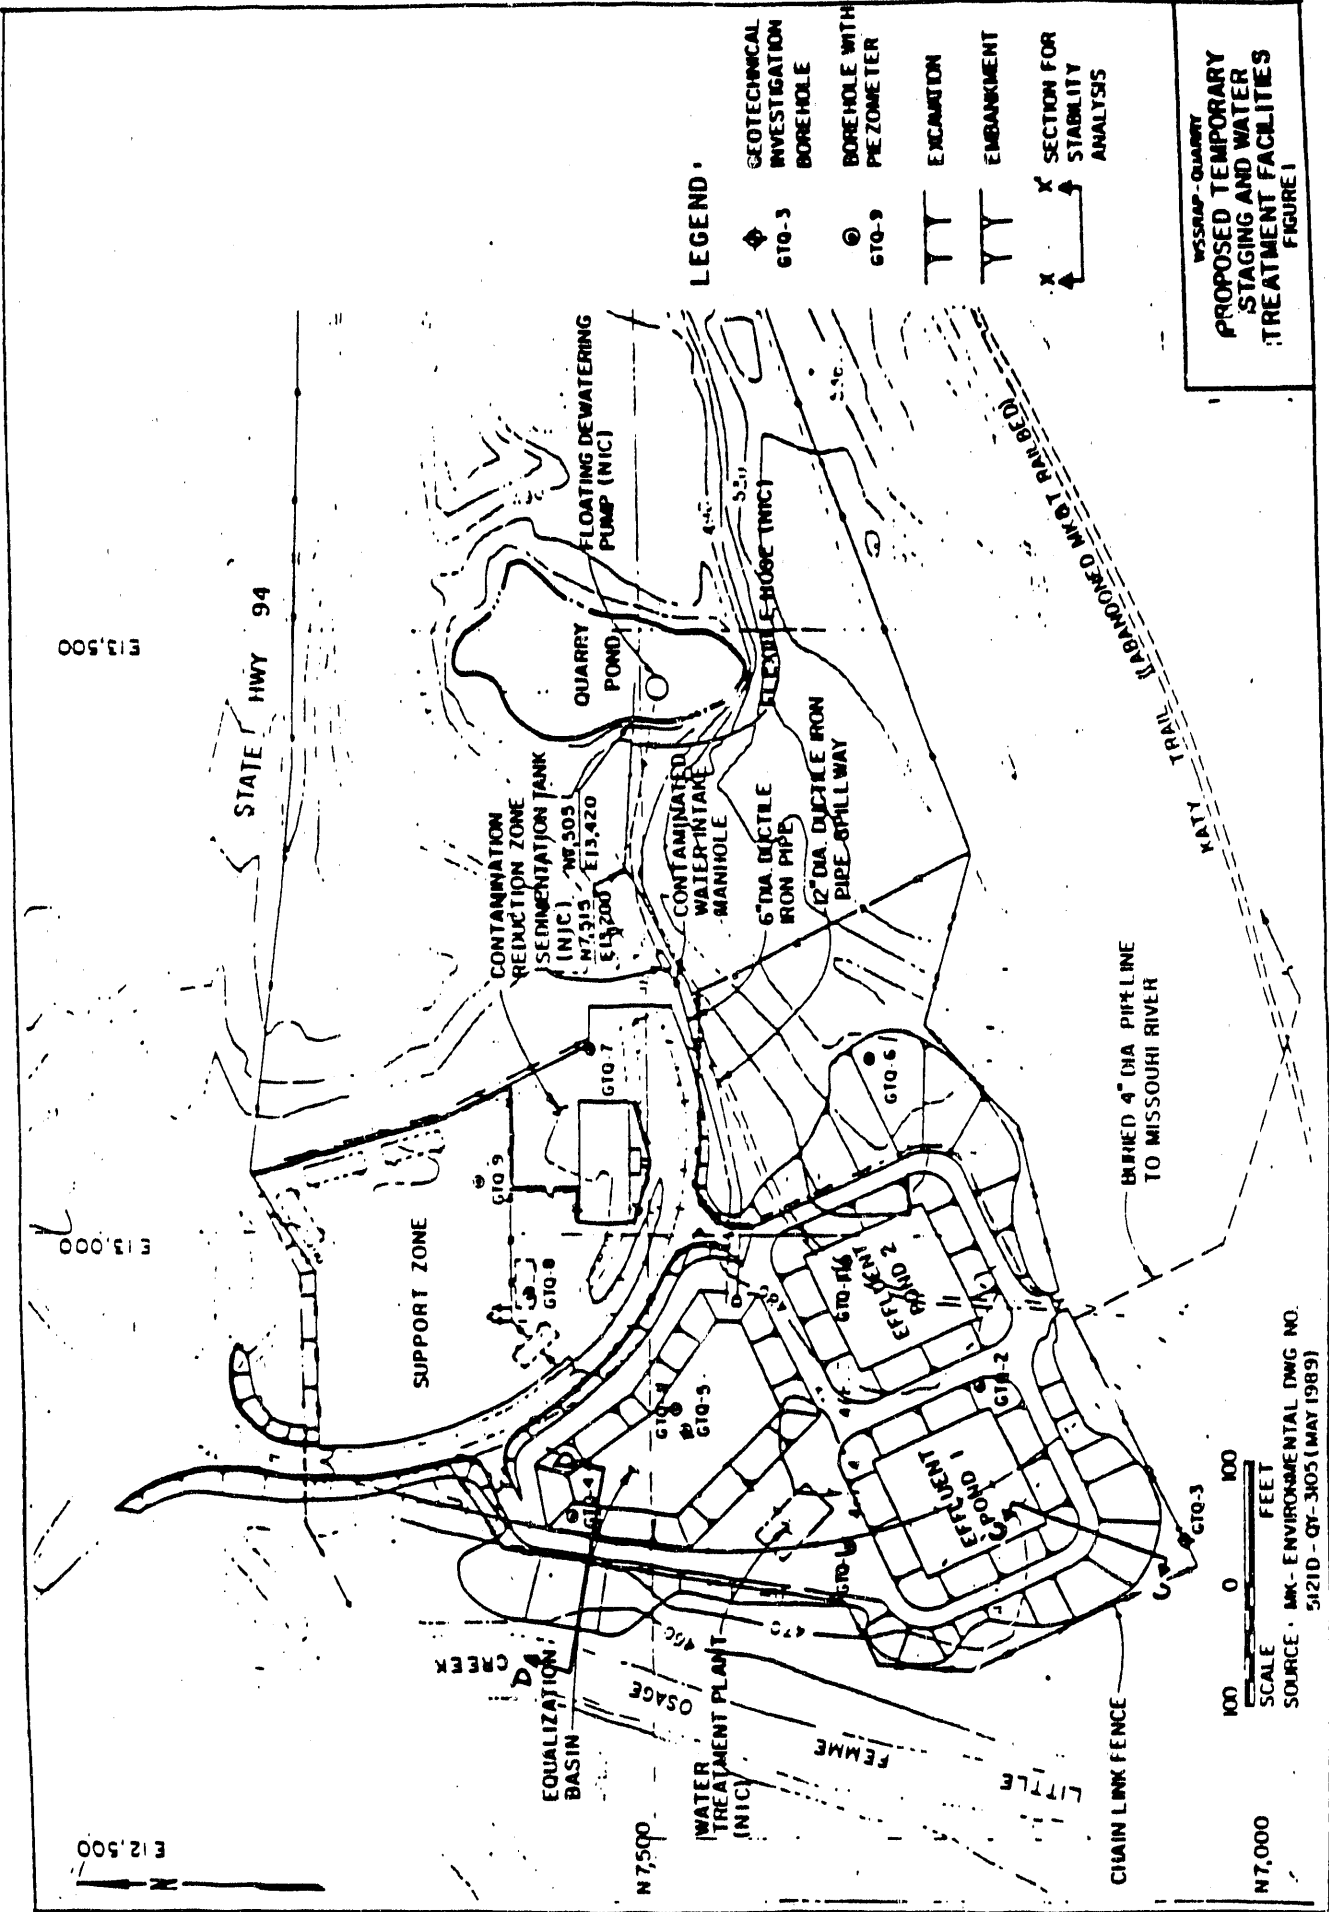 WSSRAP-QUARRY
PROPOSED TEMPORARY
STAGING AND WATER
TREATMENT FACILITIES
FIGURE 1
LEGEND:
GTQ-3
GEOTECHNICAL
INVESTIGATION
BOREHOLE
GTQ-9
BOREHOLE WITH
PIEZOMETER
EXCAVATION
EMBANKMENT
X X'
SECTION FOR
STABILITY
ANALYSIS
N
E12,500
E13,000
E13,500
N7,500
N7,000
STATE HWY 94
FLOATING DEWATERING
PUMP (NIC)
QUARRY
POND
FLEXIBLE HOSE (NIC)
CONTAMINATION
REDUCTION ZONE
SEDIMENTATION TANK
(NIC)
N7,515
E13,200
N7,505
E13,420
CONTAMINATED
WATER INTAKE
MANHOLE
6" DIA. DUCTILE
IRON PIPE
12" DIA. DUCTILE IRON
PIPE SPILLWAY
SUPPORT ZONE
GTQ-7
GTQ-9
GTQ-8
GTQ-6
GTQ-5
GTQ-4
GTQ-2
GTQ-3
EFFLUENT
POND 2
EFFLUENT
POND 1
480
470
EQUALIZATION
BASIN
WATER
TREATMENT PLANT
(NIC)
LITTLE FEMME OSAGE CREEK
CHAIN LINK FENCE
BURIED 4" DIA PIPELINE
TO MISSOURI RIVER
KATY TRAIL (ABANDONED MK&T RAILBED)
100 0 100
SCALE FEET
SOURCE: MK-ENVIRONMENTAL DWG NO.
5121D-QY-3105 (MAY 1989)